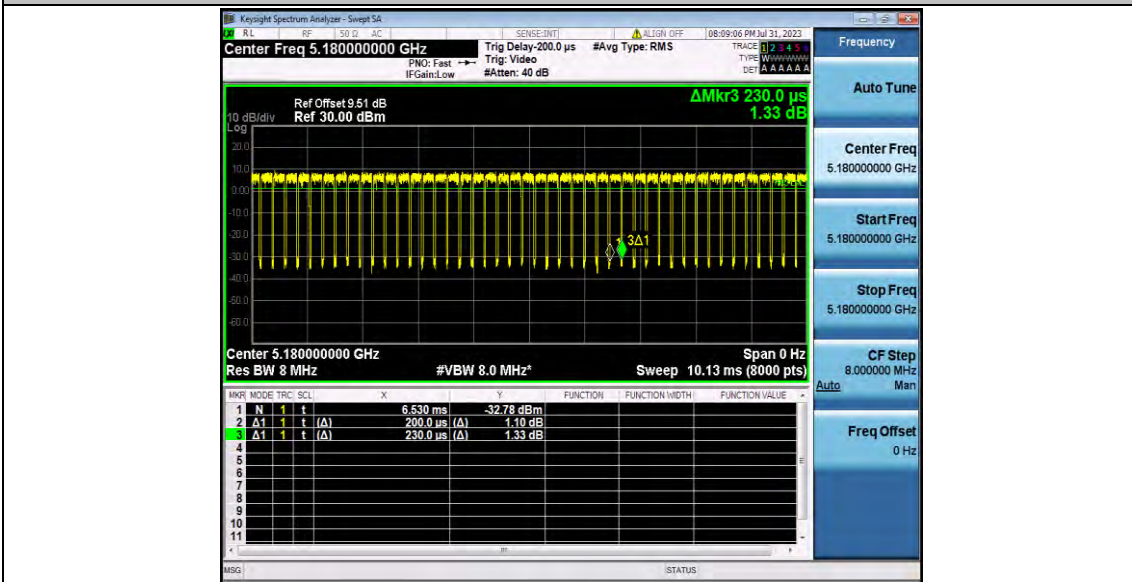 Keysight Spectrum Analyzer - Swept SA
RL RF 50 Ω AC SENSE:INT ALIGN OFF 08:09:06 PM Jul 31, 2023
Center Freq 5.180000000 GHz
Trig Delay-200.0 µs #Avg Type: RMS
TRACE 1 2 3 4 5 6
PNO: Fast Trig: Video
TYPE WWWWWW
IFGain:Low #Atten: 40 dB
DET A A A A A A
ΔMkr3 230.0 µs
1.33 dB
Ref Offset 9.51 dB
10 dB/div Ref 30.00 dBm
Log
20.0
10.0
0.00
-10.0
-20.0
3Δ1
-30.0
-40.0
-50.0
-60.0
Center 5.180000000 GHz Span 0 Hz
Res BW 8 MHz #VBW 8.0 MHz* Sweep 10.13 ms (8000 pts)
MKR MODE TRC SCL X Y FUNCTION FUNCTION WIDTH FUNCTION VALUE
1 N 1 t 6.530 ms -32.78 dBm
2 Δ1 1 t (Δ) 200.0 µs (Δ) 1.10 dB
3 Δ1 1 t (Δ) 230.0 µs (Δ) 1.33 dB
4
5
6
7
8
9
10
11
MSG STATUS
Frequency
Auto Tune
Center Freq
5.180000000 GHz
Start Freq
5.180000000 GHz
Stop Freq
5.180000000 GHz
CF Step
8.000000 MHz
Auto Man
Freq Offset
0 Hz